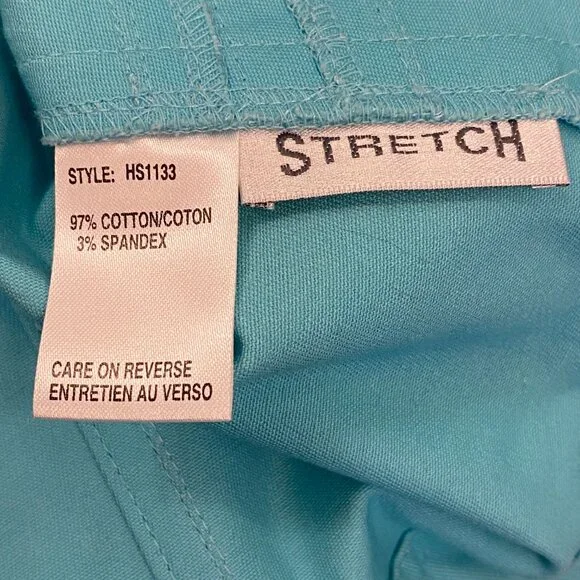 STRETCH
STYLE: HS1133
97% COTTON/COTON
3% SPANDEX
CARE ON REVERSE
ENTRETIEN AU VERSO